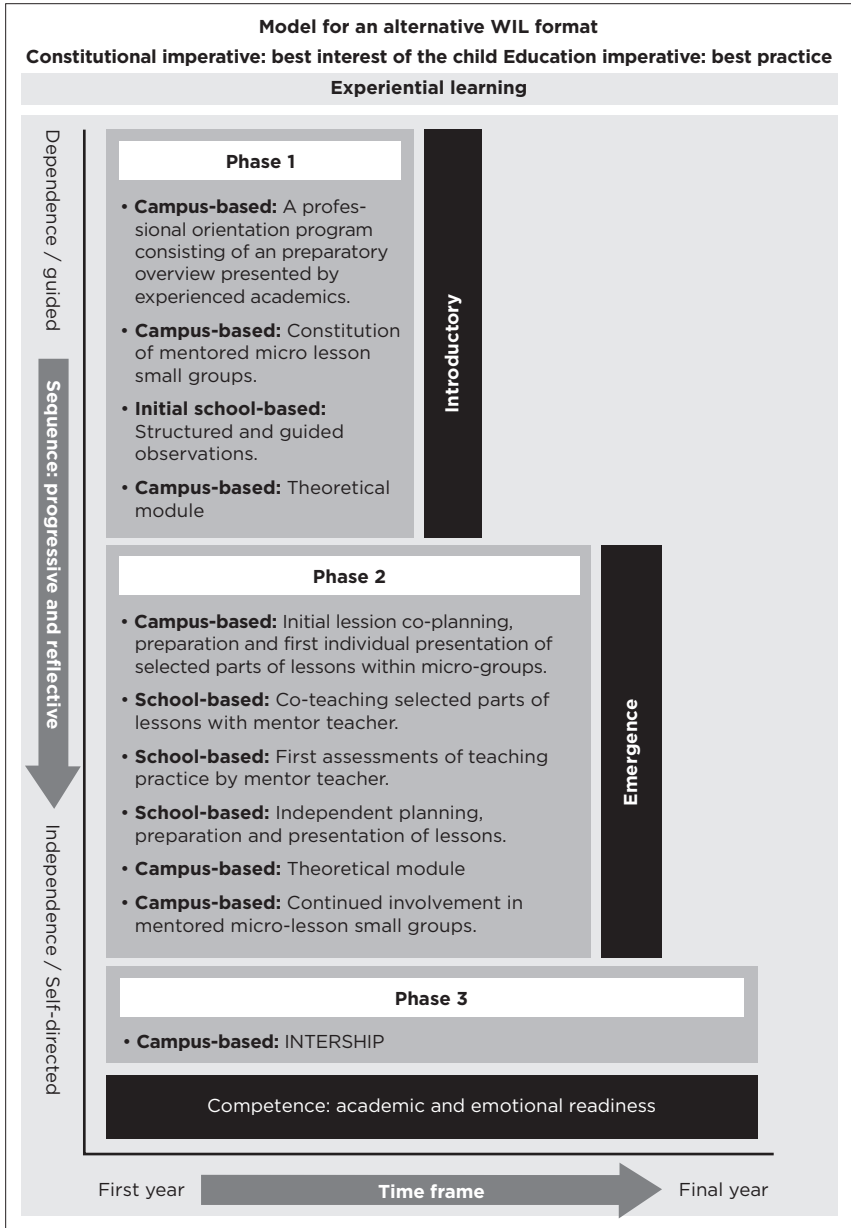 Model for an alternative WIL format
Constitutional imperative: best interest of the child Education imperative: best practice
Experiential learning
Dependence / guided
Sequence: progressive and reflective
Independence / Self-directed
Phase 1
• Campus-based: A profes-
sional orientation program
consisting of an preparatory
overview presented by
experienced academics.
• Campus-based: Constitution
of mentored micro lesson
small groups.
• Initial school-based:
Structured and guided
observations.
• Campus-based: Theoretical
module
Introductory
Phase 2
• Campus-based: Initial lession co-planning,
preparation and first individual presentation of
selected parts of lessons within micro-groups.
• School-based: Co-teaching selected parts of
lessons with mentor teacher.
• School-based: First assessments of teaching
practice by mentor teacher.
• School-based: Independent planning,
preparation and presentation of lessons.
• Campus-based: Theoretical module
• Campus-based: Continued involvement in
mentored micro-lesson small groups.
Emergence
Phase 3
• Campus-based: INTERSHIP
Competence: academic and emotional readiness
First year
Time frame
Final year